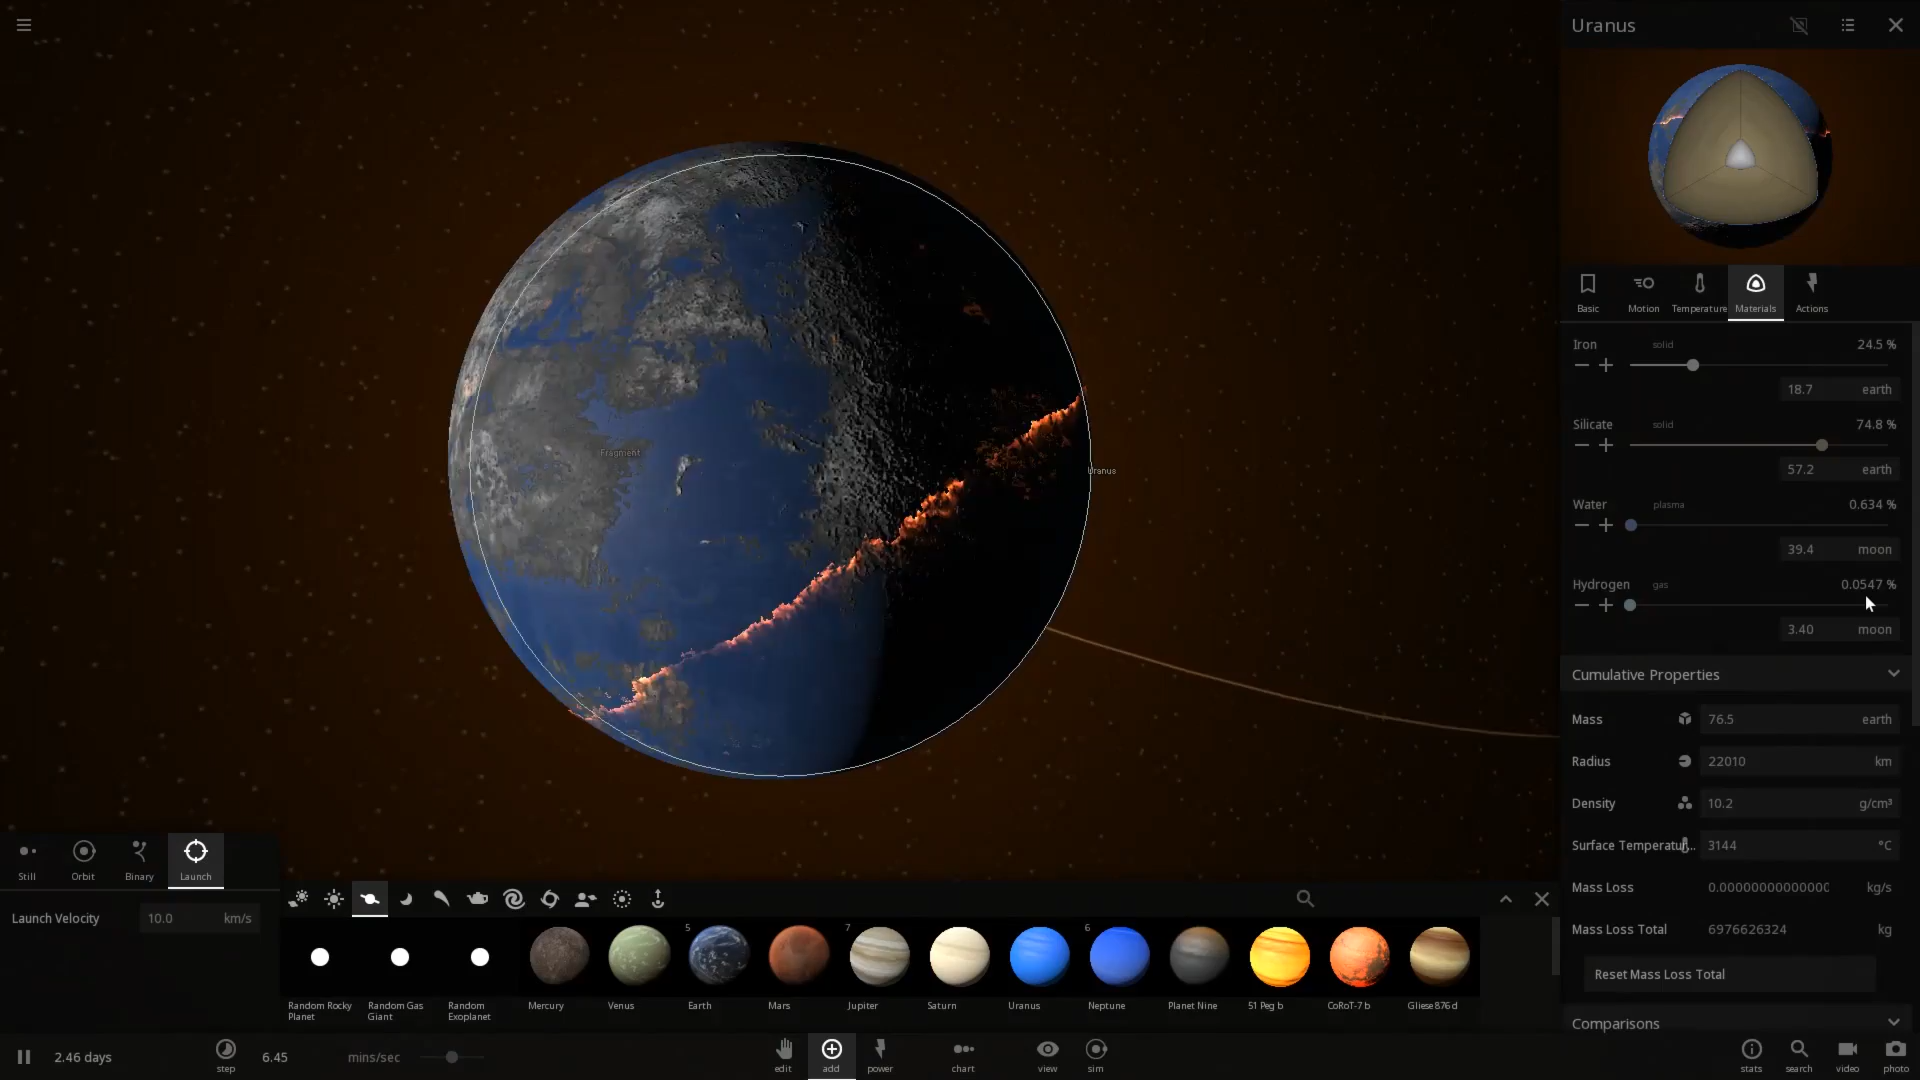 Uranus
Basic
Motion
Temperature
Materials
Actions
Iron solid 24.5 %
18.7 earth
Silicate solid 74.8 %
57.2 earth
Water plasma 0.634 %
39.4 moon
Hydrogen gas 0.0547 %
3.40 moon
Cumulative Properties
Mass 76.5 earth
Radius 22010 km
Density 10.2 g/cm³
Surface Temperatur... 3144 °C
Mass Loss 0.00000000000000 kg/s
Mass Loss Total 6976626324 kg
Reset Mass Loss Total
Comparisons
Fragment
Uranus
Still
Orbit
Binary
Launch
Launch Velocity 10.0 km/s
5
7
6
Random Rocky
Planet
Random Gas
Giant
Random
Exoplanet
Mercury
Venus
Earth
Mars
Jupiter
Saturn
Uranus
Neptune
Planet Nine
51 Peg b
CoRoT-7 b
Gliese 876 d
2.46 days
step
6.45 mins/sec
edit
add
power
chart
view
sim
stats
search
video
photo